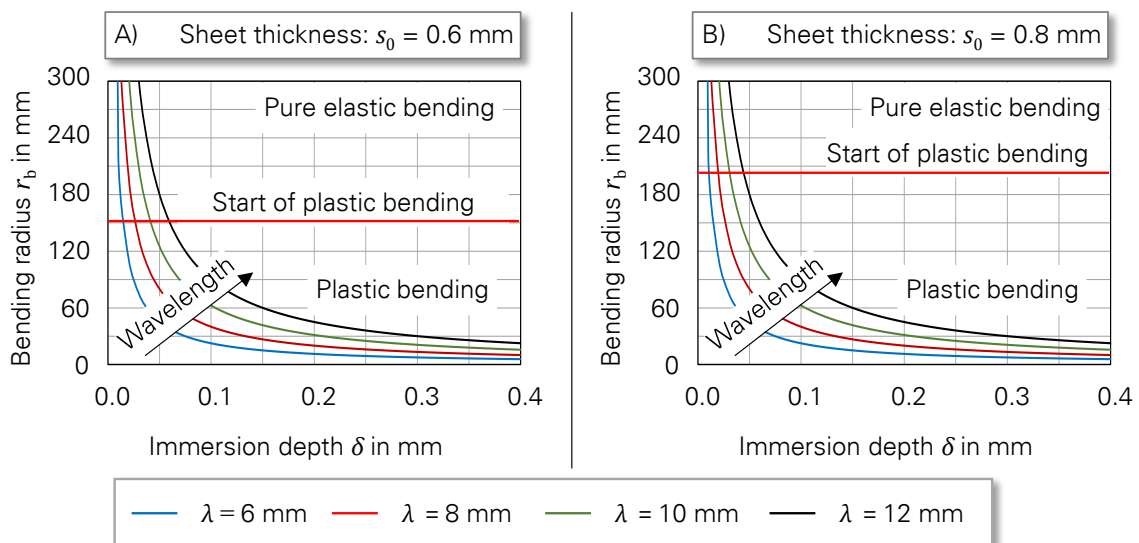 A) Sheet thickness: s₀ = 0.6 mm
Bending radius r_b in mm
300
240
180
120
60
0
Pure elastic bending
Start of plastic bending
Plastic bending
Wavelength
0.0 0.1 0.2 0.3 0.4
Immersion depth δ in mm
B) Sheet thickness: s₀ = 0.8 mm
Bending radius r_b in mm
300
240
180
120
60
0
Pure elastic bending
Start of plastic bending
Plastic bending
Wavelength
0.0 0.1 0.2 0.3 0.4
Immersion depth δ in mm
λ = 6 mm λ = 8 mm λ = 10 mm λ = 12 mm